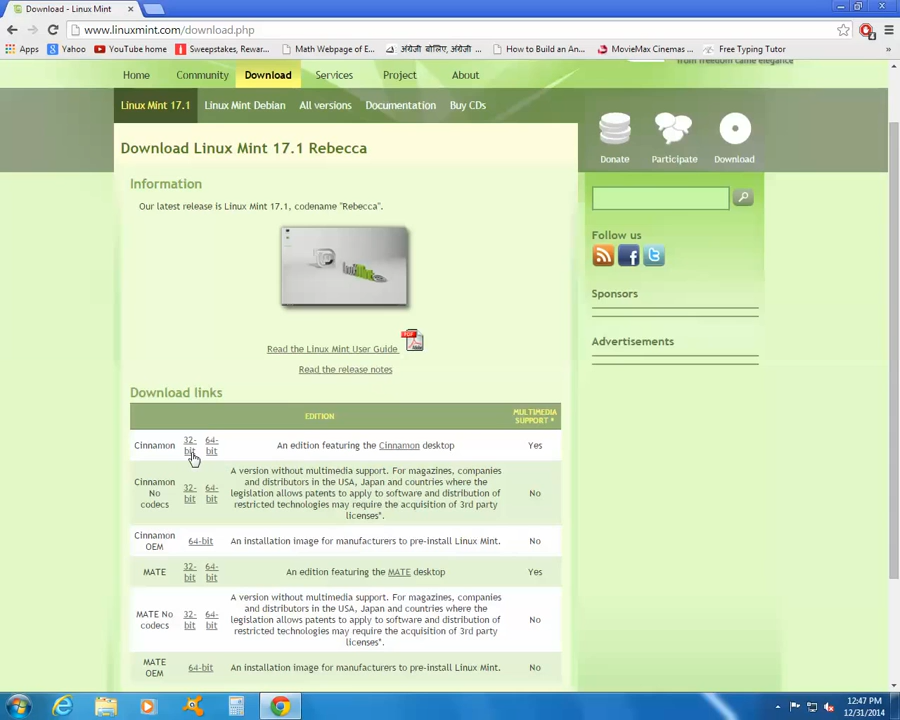 Download - Linux Mint
www.linuxmint.com/download.php
Apps Yahoo YouTube home Sweepstakes, Rewar... Math Webpage of E... अंग्रेजी बोलिए, अंग्रेजी ... How to Build an An... MovieMax Cinemas ... Free Typing Tutor »
from freedom came elegance
Home Community Download Services Project About
Linux Mint 17.1 Linux Mint Debian All versions Documentation Buy CDs
Donate Participate Download
Download Linux Mint 17.1 Rebecca
Information
Our latest release is Linux Mint 17.1, codename "Rebecca".
Follow us
Sponsors
Advertisements
Read the Linux Mint User Guide
Read the release notes
Download links
EDITION
MULTIMEDIA
SUPPORT *
Cinnamon 32-bit 64-bit An edition featuring the Cinnamon desktop Yes
Cinnamon No codecs 32-bit 64-bit
A version without multimedia support. For magazines, companies
and distributors in the USA, Japan and countries where the
legislation allows patents to apply to software and distribution of
restricted technologies may require the acquisition of 3rd party
licenses*.
No
Cinnamon OEM 64-bit An installation image for manufacturers to pre-install Linux Mint. No
MATE 32-bit 64-bit An edition featuring the MATE desktop Yes
MATE No codecs 32-bit 64-bit
A version without multimedia support. For magazines, companies
and distributors in the USA, Japan and countries where the
legislation allows patents to apply to software and distribution of
restricted technologies may require the acquisition of 3rd party
licenses*.
No
MATE OEM 64-bit An installation image for manufacturers to pre-install Linux Mint. No
12:47 PM
12/31/2014